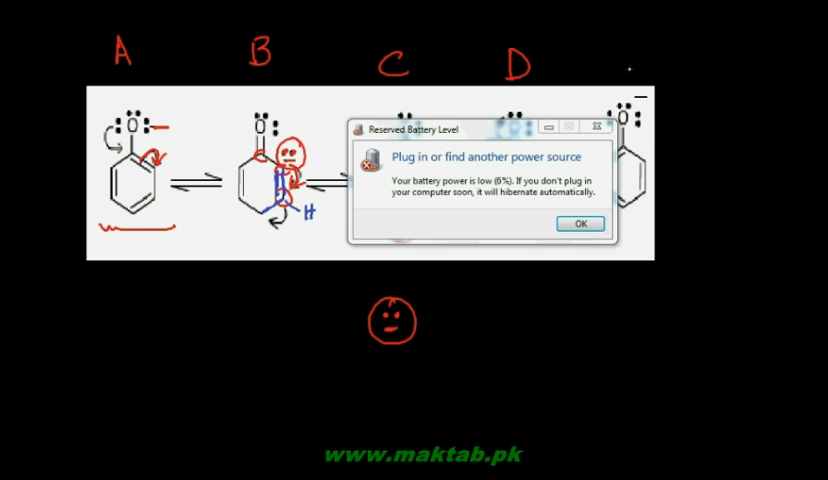 A
B
C
D
O
O
O
H
Reserved Battery Level
Plug in or find another power source
Your battery power is low (6%). If you don't plug in
your computer soon, it will hibernate automatically.
OK
www.maktab.pk